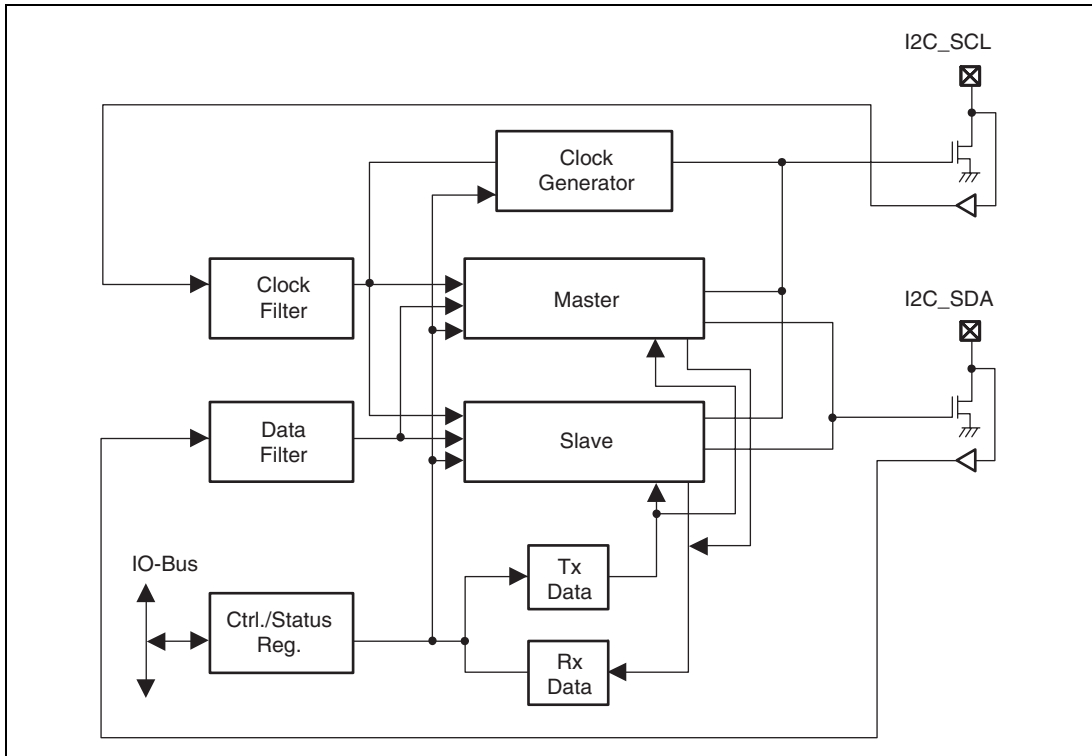 I2C_SCL
Clock
Generator
Clock
Filter
Master
I2C_SDA
Data
Filter
Slave
IO-Bus
Tx
Data
Ctrl./Status
Reg.
Rx
Data